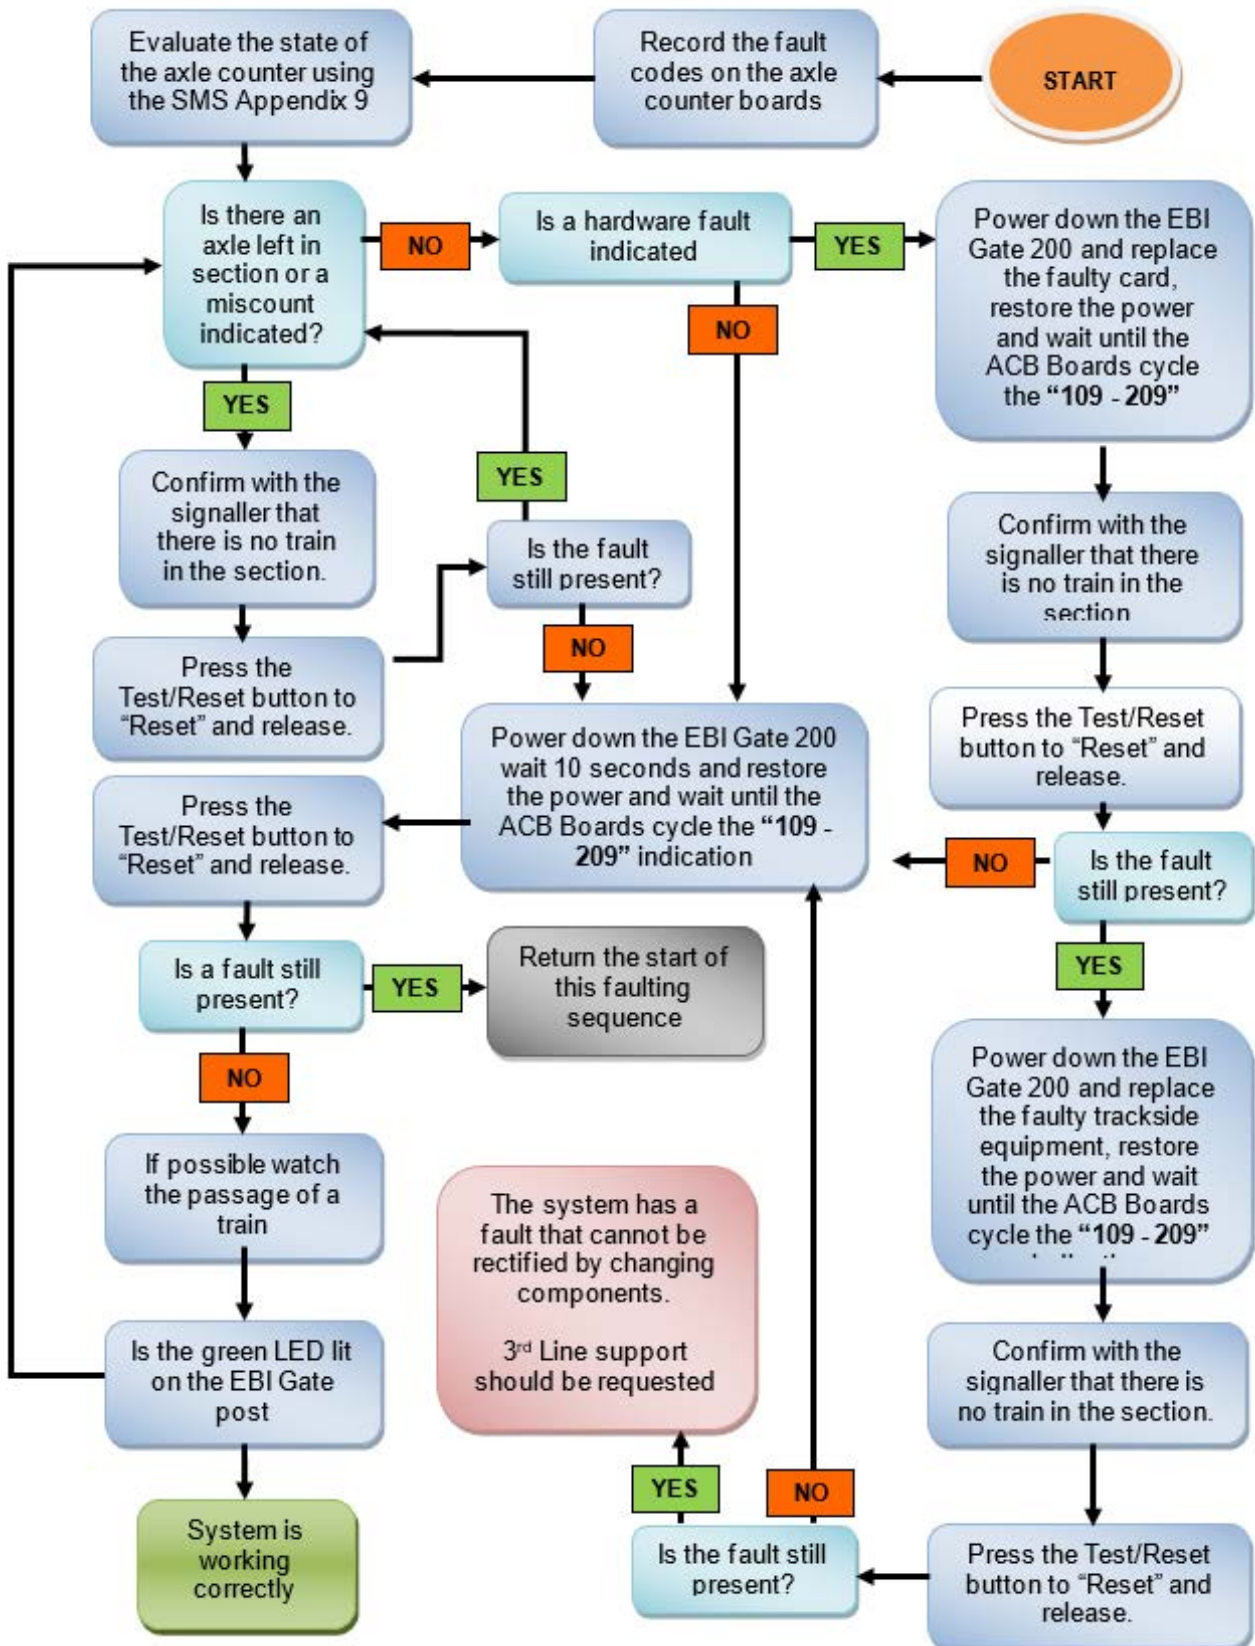 START
Record the fault
codes on the axle
counter boards
Evaluate the state of
the axle counter using
the SMS Appendix 9
Is there an
axle left in
section or a
miscount
indicated?
NO
Is a hardware fault
indicated
YES
Power down the EBI
Gate 200 and replace
the faulty card,
restore the power
and wait until the
ACB Boards cycle
the “109 - 209”
NO
YES
Confirm with the
signaller that
there is no train
in the section.
YES
Is the fault
still present?
NO
Press the
Test/Reset button to
“Reset” and release.
Confirm with the
signaller that there
is no train in the
section
Press the Test/Reset
button to “Reset” and
release.
Power down the EBI Gate 200
wait 10 seconds and restore
the power and wait until the
ACB Boards cycle the “109 -
209” indication
Press the
Test/Reset button to
“Reset” and release.
NO
Is the fault
still present?
YES
Is a fault still
present?
YES
Return the start of
this faulting
sequence
NO
Power down the EBI
Gate 200 and replace
the faulty trackside
equipment, restore
the power and wait
until the ACB Boards
cycle the “109 - 209”
If possible watch
the passage of a
train
The system has a
fault that cannot be
rectified by changing
components.
3rd Line support
should be requested
Is the green LED lit
on the EBI Gate
post
Confirm with the
signaller that there is
no train in the section.
YES
NO
System is
working
correctly
Is the fault still
present?
Press the Test/Reset
button to “Reset” and
release.